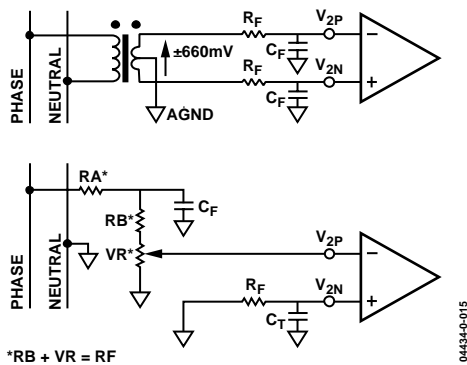 RF
V2P
CF
±660mV
RF
V2N
CF
AGND
PHASE
NEUTRAL
RA*
CF
RB*
VR*
V2P
RF
V2N
CT
PHASE
NEUTRAL
−
+
−
+
*RB + VR = RF
04434-0-015